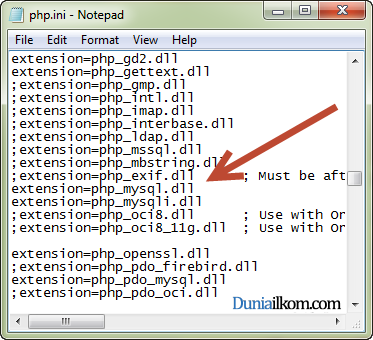 php.ini - Notepad
File Edit Format View Help
extension=php_gd2.dll
extension=php_gettext.dll
;extension=php_gmp.dll
;extension=php_intl.dll
;extension=php_imap.dll
;extension=php_interbase.dll
;extension=php_ldap.dll
;extension=php_mssql.dll
;extension=php_mbstring.dll
;extension=php_exif.dll ; Must be aft
extension=php_mysql.dll
extension=php_mysqli.dll
;extension=php_oci8.dll ; Use with Or
;extension=php_oci8_11g.dll ; Use with Or
extension=php_openssl.dll
;extension=php_pdo_firebird.dll
extension=php_pdo_mysql.dll
;extension=php_pdo_oci.dll
Duniailkom.com